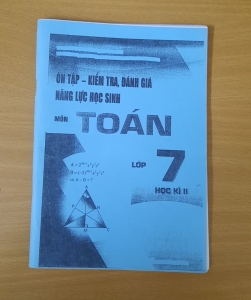 ÔN TẬP - KIỂM TRA, ĐÁNH GIÁ
NĂNG LỰC HỌC SINH
MÔN TOÁN
LỚP 7
HỌC KÌ II